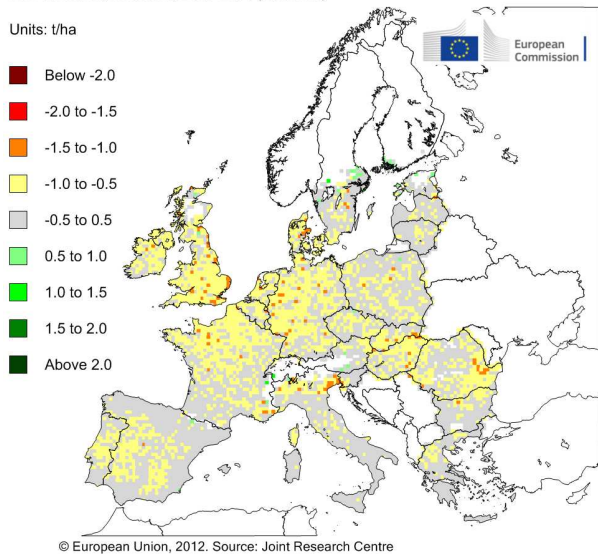 Units: t/ha
European
Commission
Below -2.0
-2.0 to -1.5
-1.5 to -1.0
-1.0 to -0.5
-0.5 to 0.5
0.5 to 1.0
1.0 to 1.5
1.5 to 2.0
Above 2.0
© European Union, 2012. Source: Joint Research Centre